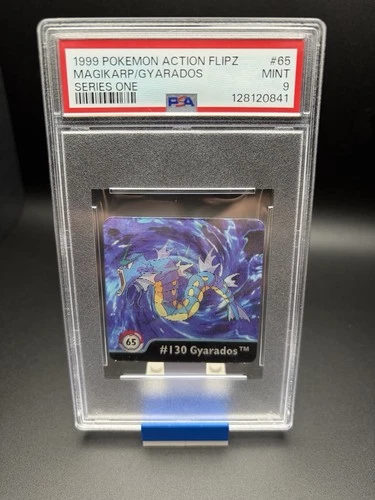 1999 POKEMON ACTION FLIPZ #65
MAGIKARP/GYARADOS MINT
SERIES ONE 9
PSA 128120841
65
#130 Gyarados™